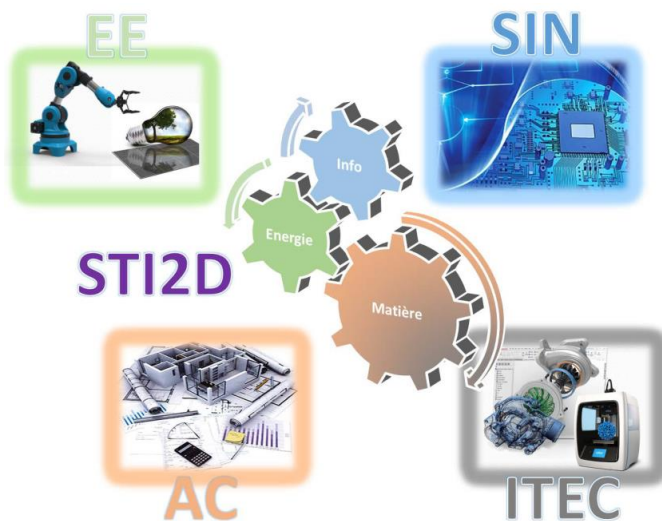 EE
SIN
Info
Energie
STI2D
Matière
AC
ITEC